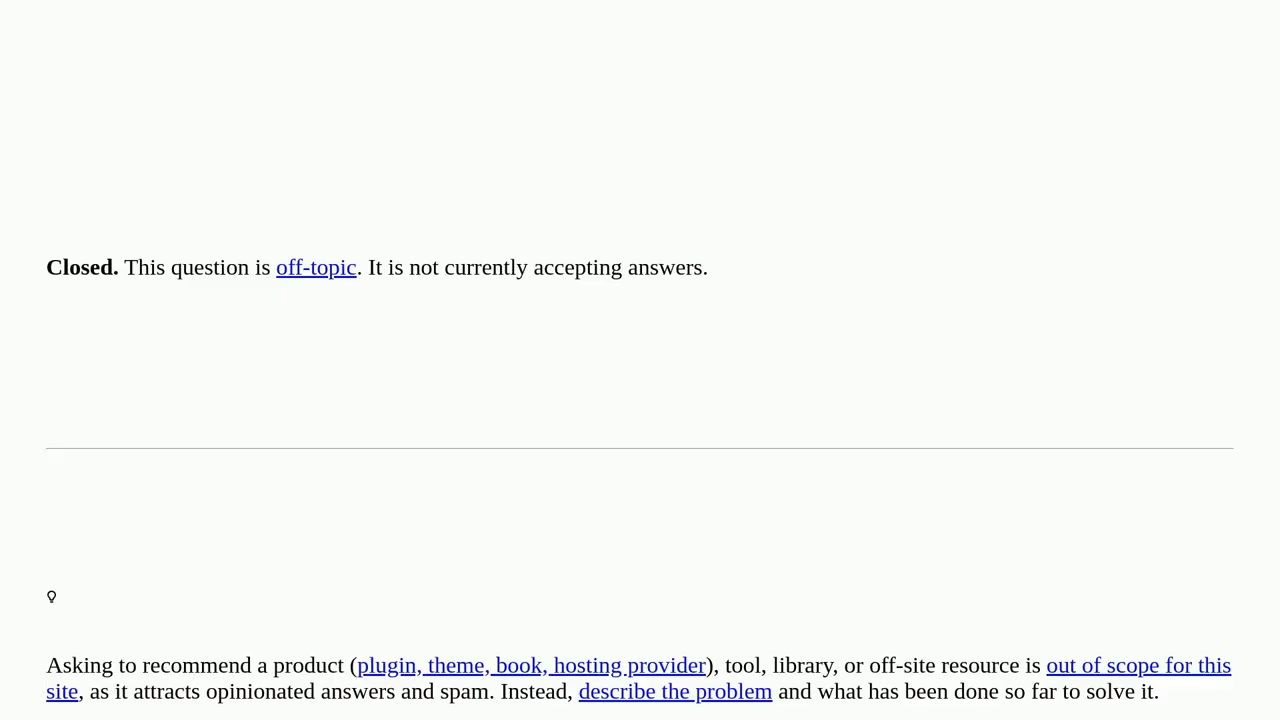 Closed. This question is off-topic. It is not currently accepting answers.
Asking to recommend a product (plugin, theme, book, hosting provider), tool, library, or off-site resource is out of scope for this
site, as it attracts opinionated answers and spam. Instead, describe the problem and what has been done so far to solve it.